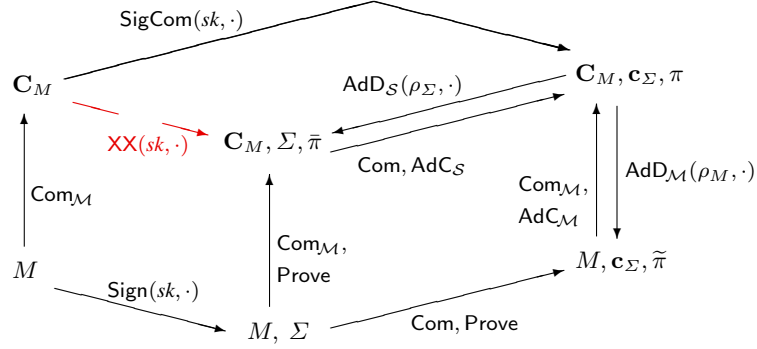 SigCom(sk, ·)
C_M
C_M, c_Σ, π
AdD_𝒮(ρ_Σ, ·)
XX(sk, ·)
C_M, Σ, π̄
Com, AdC_𝒮
Com_ℳ
Com_ℳ,
AdC_ℳ
AdD_ℳ(ρ_M, ·)
Com_ℳ,
Prove
M
M, c_Σ, π̃
Sign(sk, ·)
M, Σ
Com, Prove